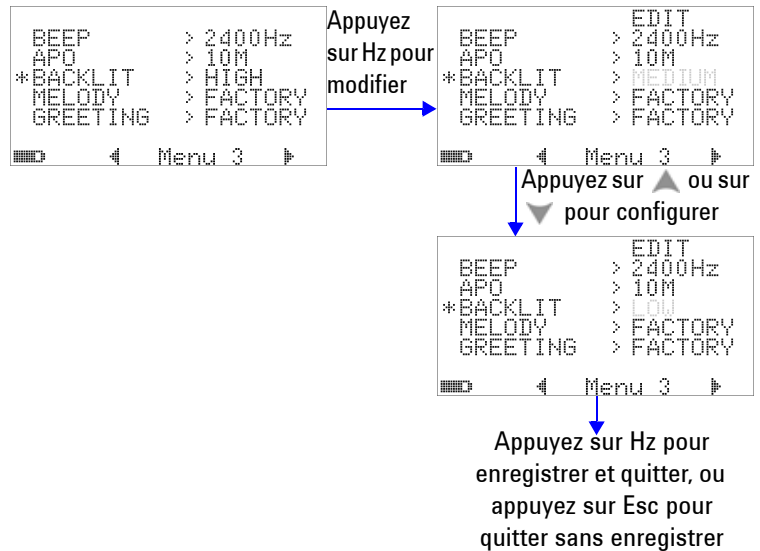 BEEP > 2400Hz
APO > 10M
*BACKLIT > HIGH
MELODY > FACTORY
GREETING > FACTORY
Menu 3
Appuyez
sur Hz pour
modifier
EDIT
BEEP > 2400Hz
APO > 10M
*BACKLIT > MEDIUM
MELODY > FACTORY
GREETING > FACTORY
Menu 3
Appuyez sur ▲ ou sur
▼ pour configurer
EDIT
BEEP > 2400Hz
APO > 10M
*BACKLIT > LOW
MELODY > FACTORY
GREETING > FACTORY
Menu 3
Appuyez sur Hz pour
enregistrer et quitter, ou
appuyez sur Esc pour
quitter sans enregistrer